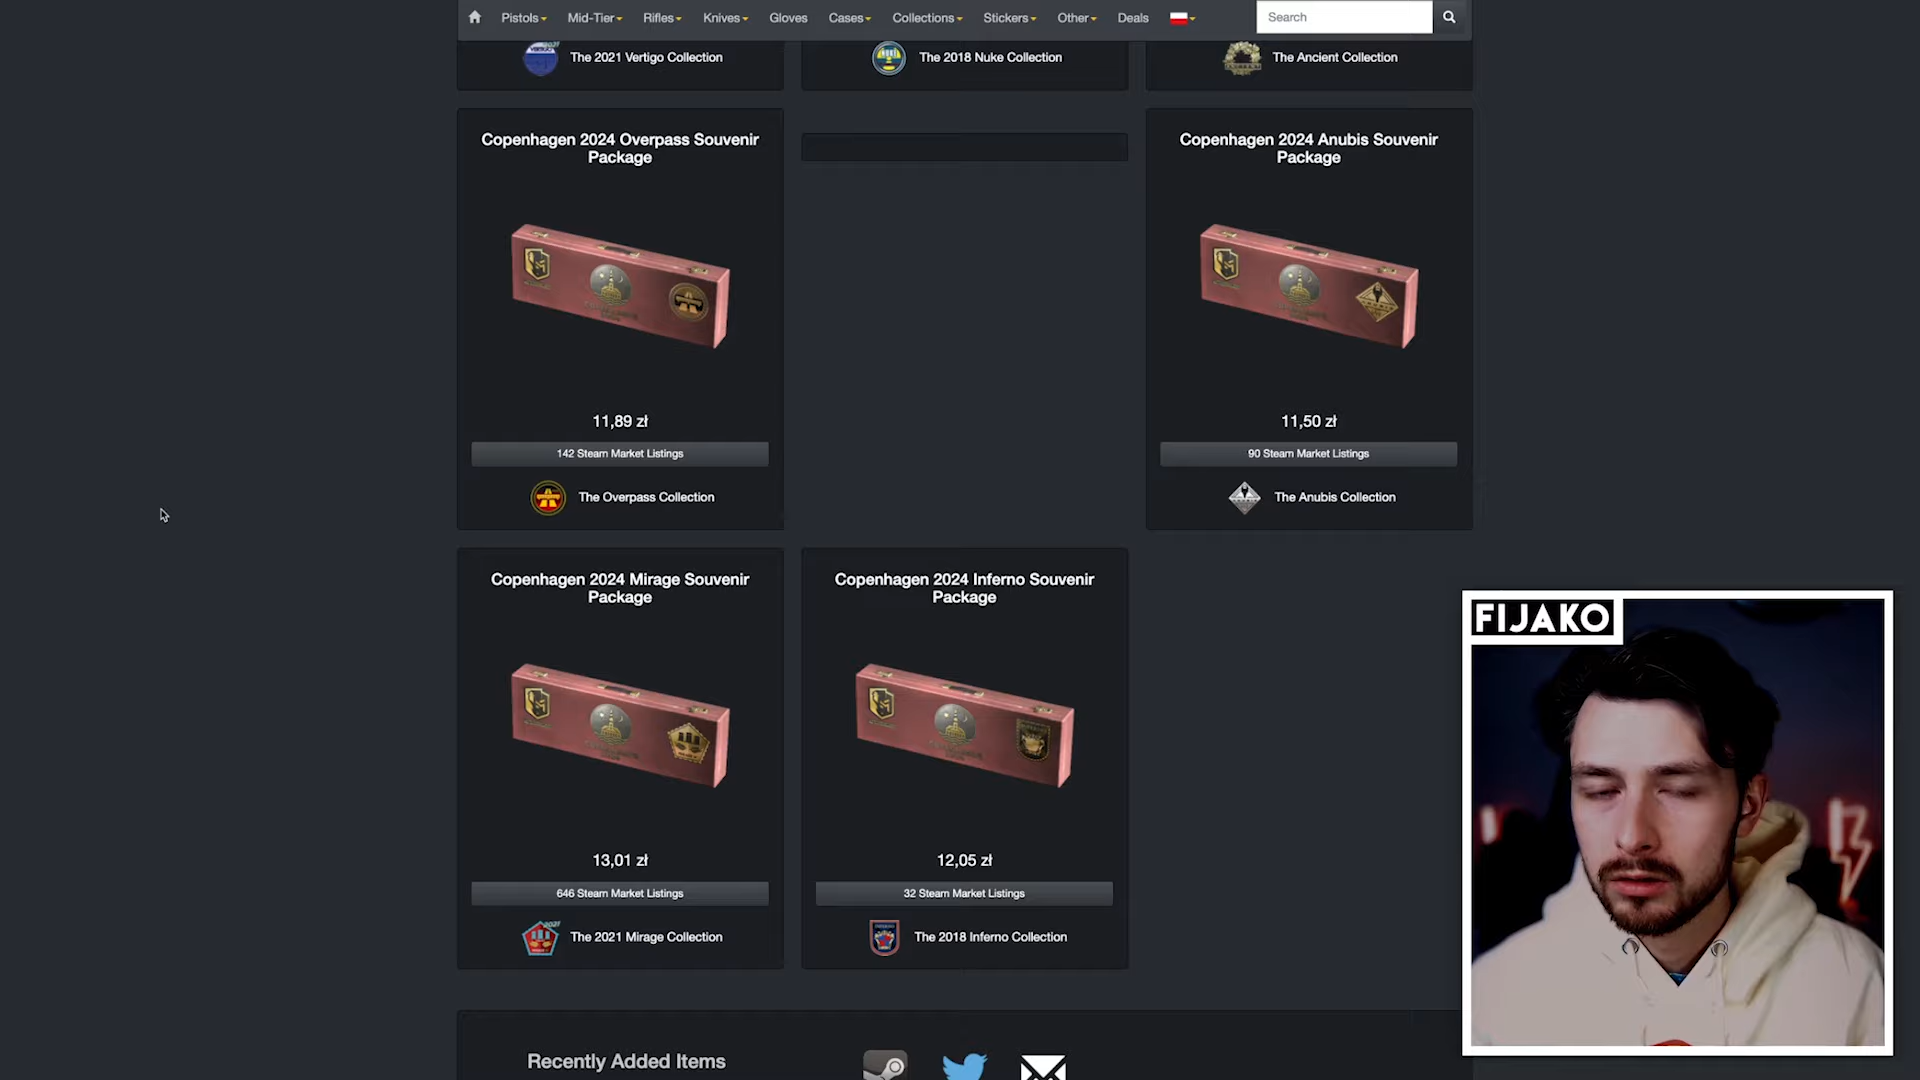 Pistols Mid-Tier Rifles Knives Gloves Cases Collections Stickers Other Deals Search
The 2021 Vertigo Collection
The 2018 Nuke Collection
The Ancient Collection
Copenhagen 2024 Overpass Souvenir
Package
11,89 zł
142 Steam Market Listings
The Overpass Collection
Copenhagen 2024 Anubis Souvenir
Package
11,50 zł
90 Steam Market Listings
The Anubis Collection
Copenhagen 2024 Mirage Souvenir
Package
13,01 zł
646 Steam Market Listings
The 2021 Mirage Collection
Copenhagen 2024 Inferno Souvenir
Package
12,05 zł
32 Steam Market Listings
The 2018 Inferno Collection
FIJAKO
Recently Added Items